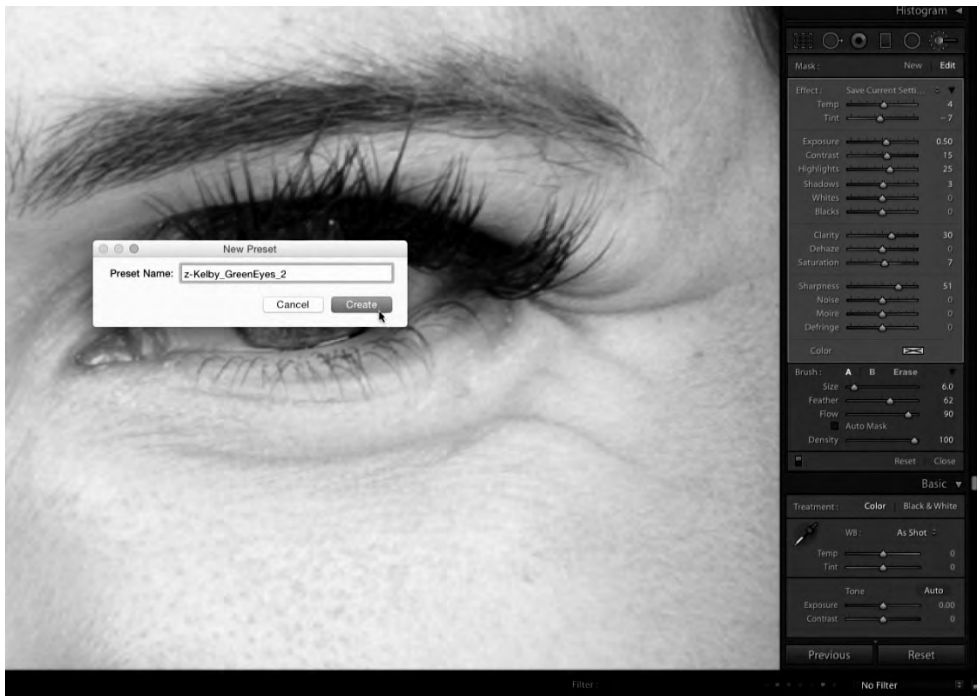 Histogram
Mask : New Edit
Effect : Save Current Setti...
Temp 4
Tint – 7
Exposure 0.50
Contrast 15
Highlights 25
Shadows 3
Whites 0
Blacks 0
Clarity 30
Dehaze 0
Saturation 7
Sharpness 51
Noise 0
Moire 0
Defringe 0
Color
Brush : A B Erase
Size 6.0
Feather 62
Flow 90
Auto Mask
Density 100
Reset Close
Basic
Treatment : Color Black & White
WB : As Shot
Temp 0
Tint 0
Tone Auto
Exposure 0.00
Contrast 0
Previous Reset
New Preset
Preset Name: z-Kelby_GreenEyes_2
Cancel Create
Filter : No Filter